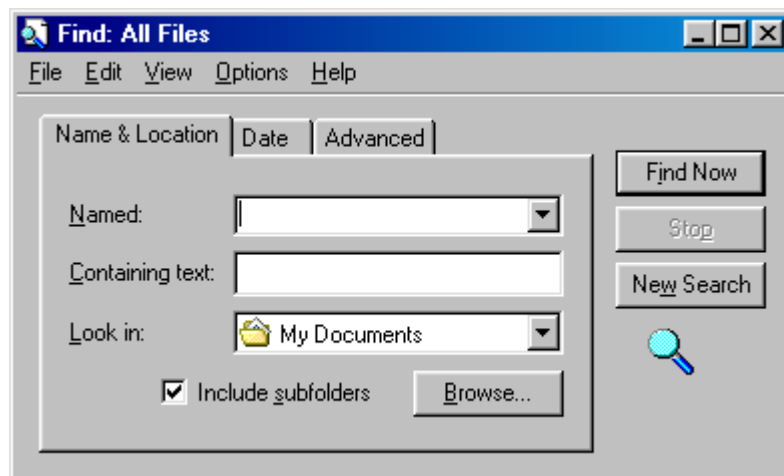 Find: All Files
File Edit View Options Help
Name & Location Date Advanced
Find Now
Named:
Stop
Containing text:
New Search
Look in: My Documents
Include subfolders Browse...